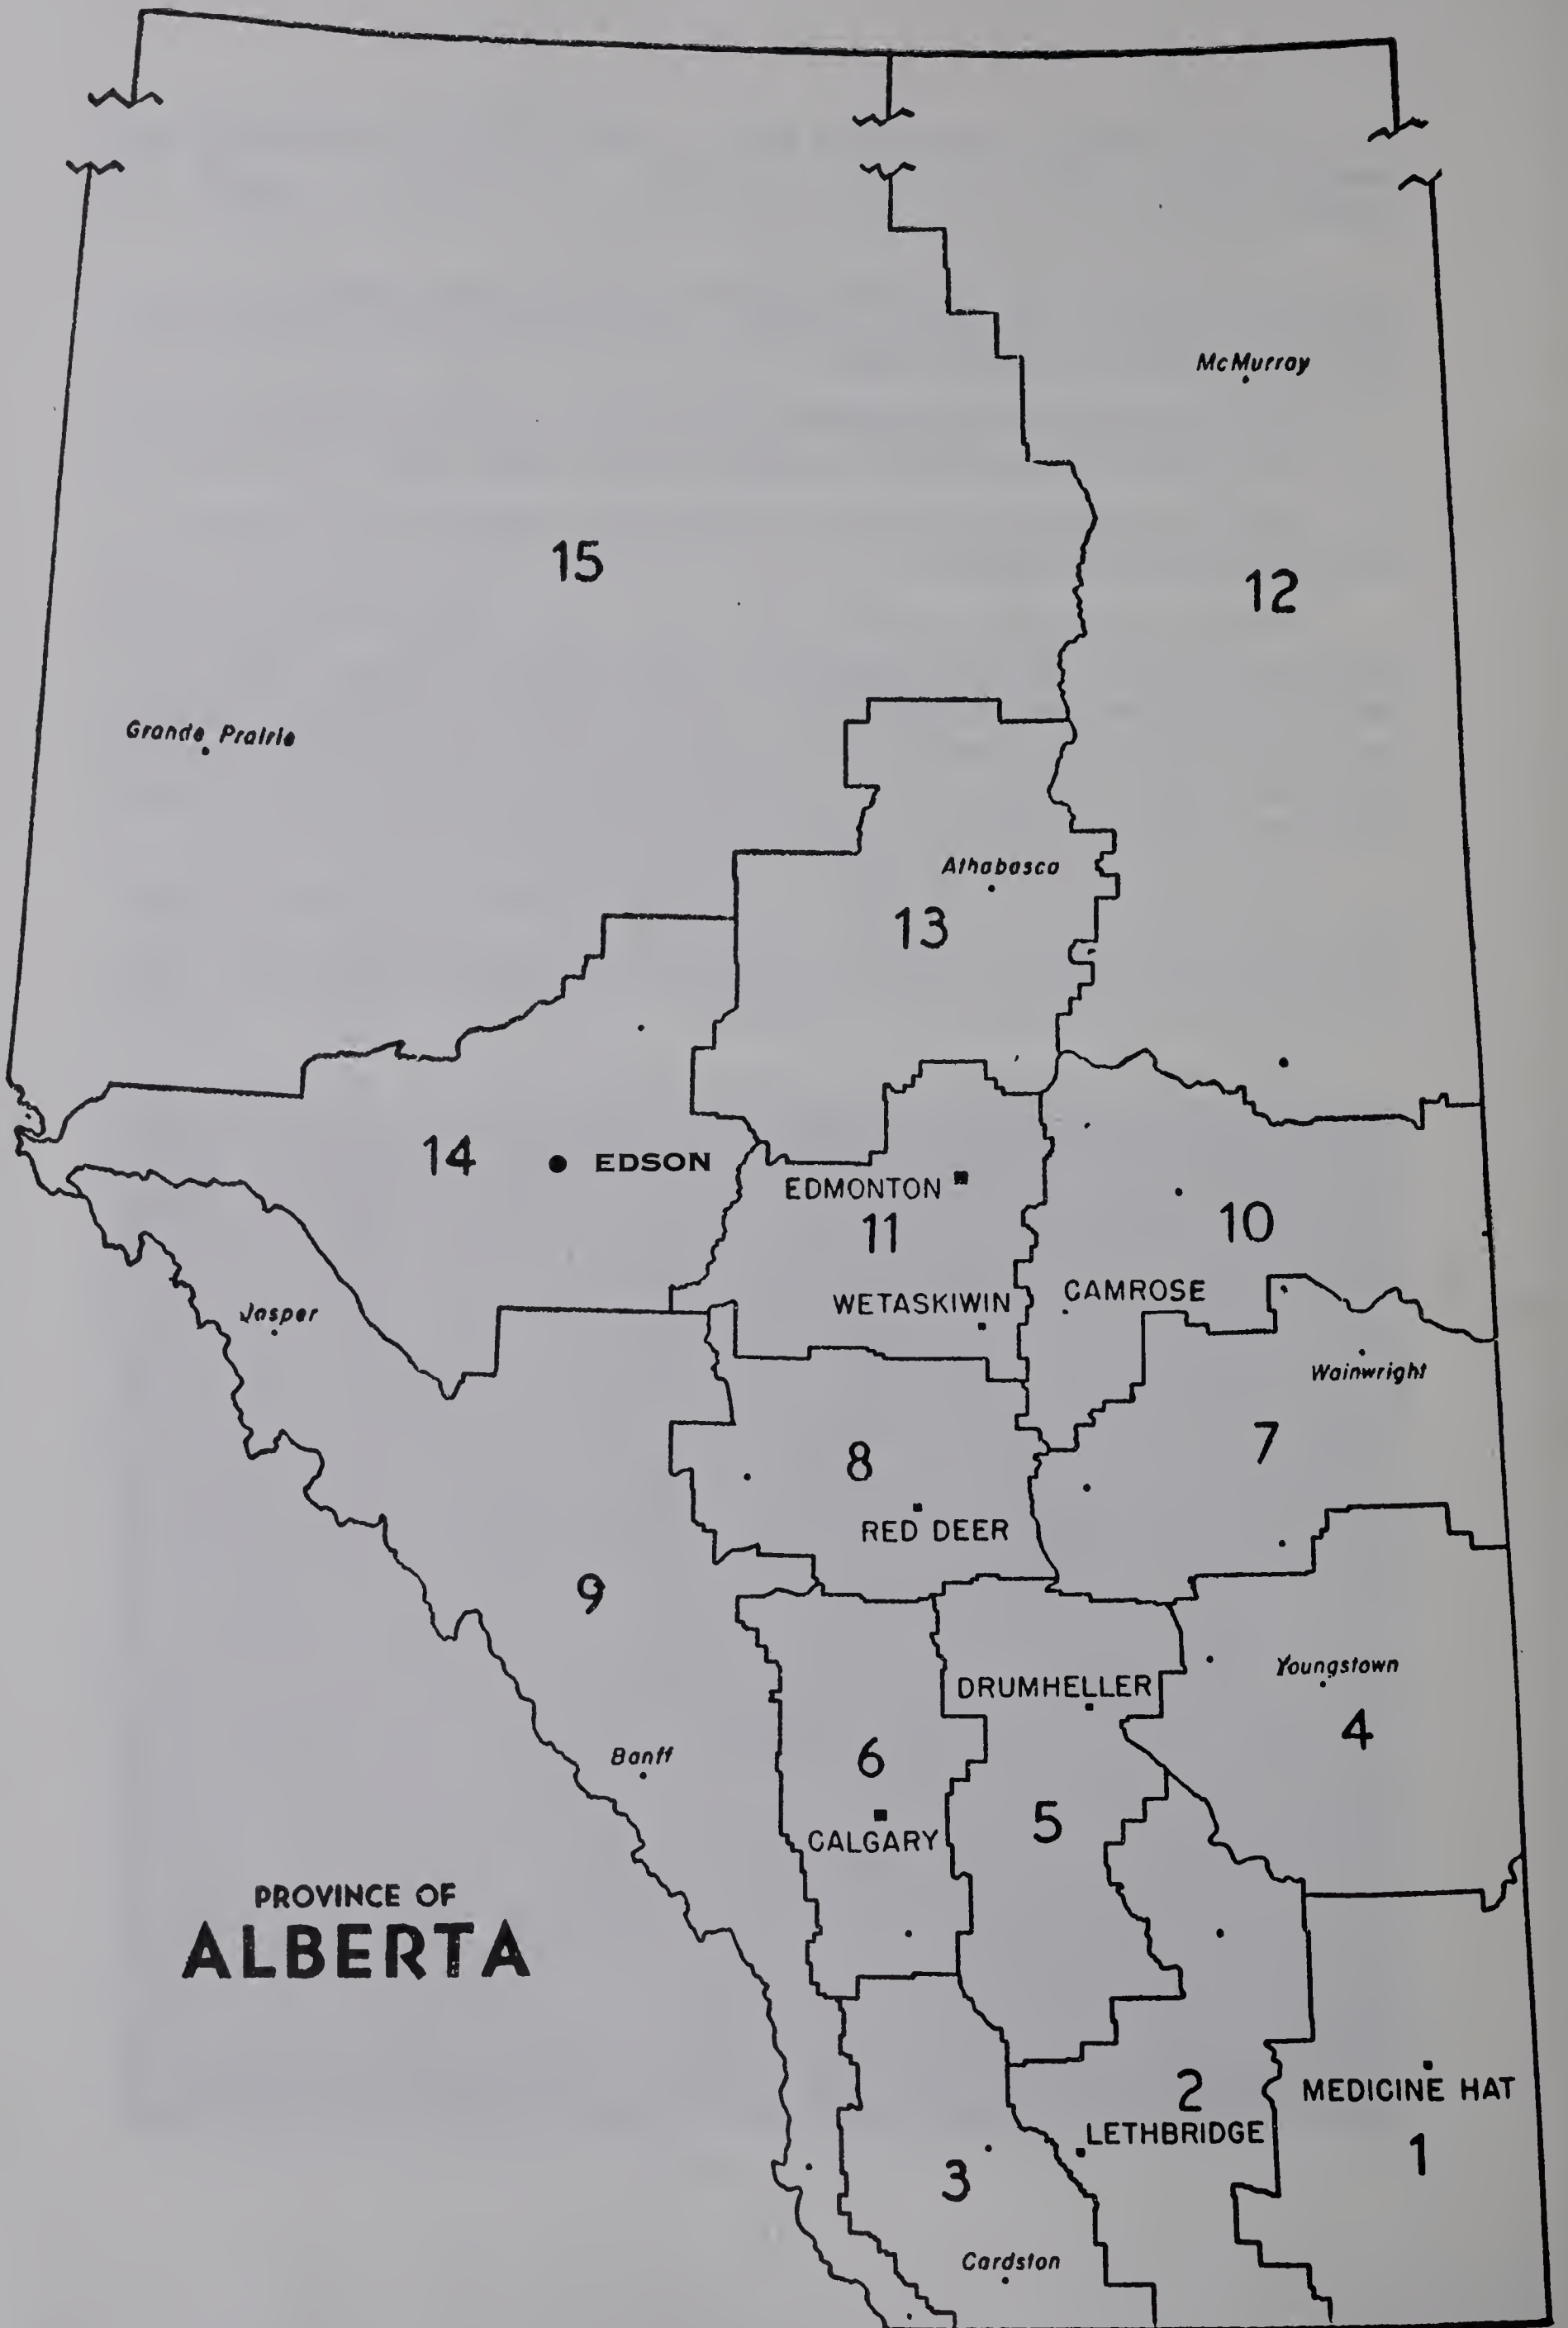 McMurray
15
12
Grande Prairie
Athabasca
13
14
EDSON
EDMONTON
11
10
WETASKIWIN
CAMROSE
Jasper
Wainwright
7
8
RED DEER
9
Youngstown
DRUMHELLER
4
Banff
6
5
CALGARY
PROVINCE OF
ALBERTA
2
MEDICINE HAT
LETHBRIDGE
1
3
Cardston